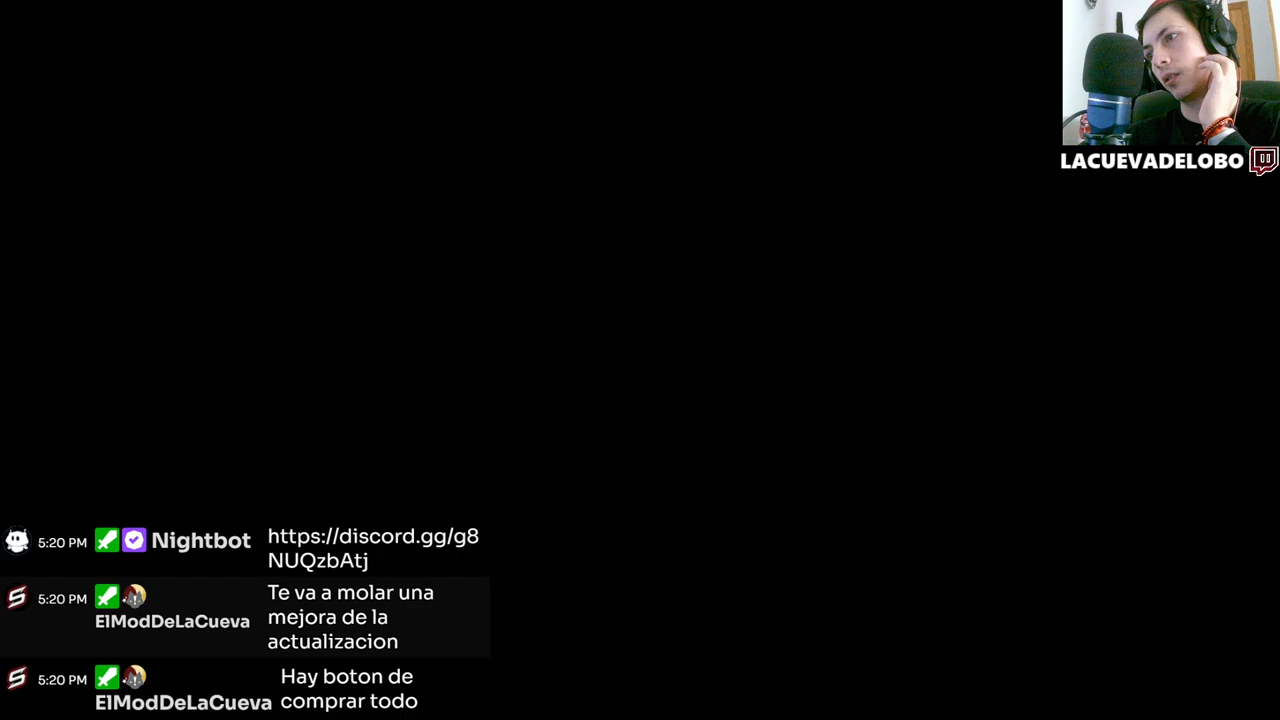 LACUEVADELOBO
5:20 PM Nightbot https://discord.gg/g8
NUQzbAtj
5:20 PM Te va a molar una
ElModDeLaCueva mejora de la
actualizacion
5:20 PM Hay boton de
ElModDeLaCueva comprar todo